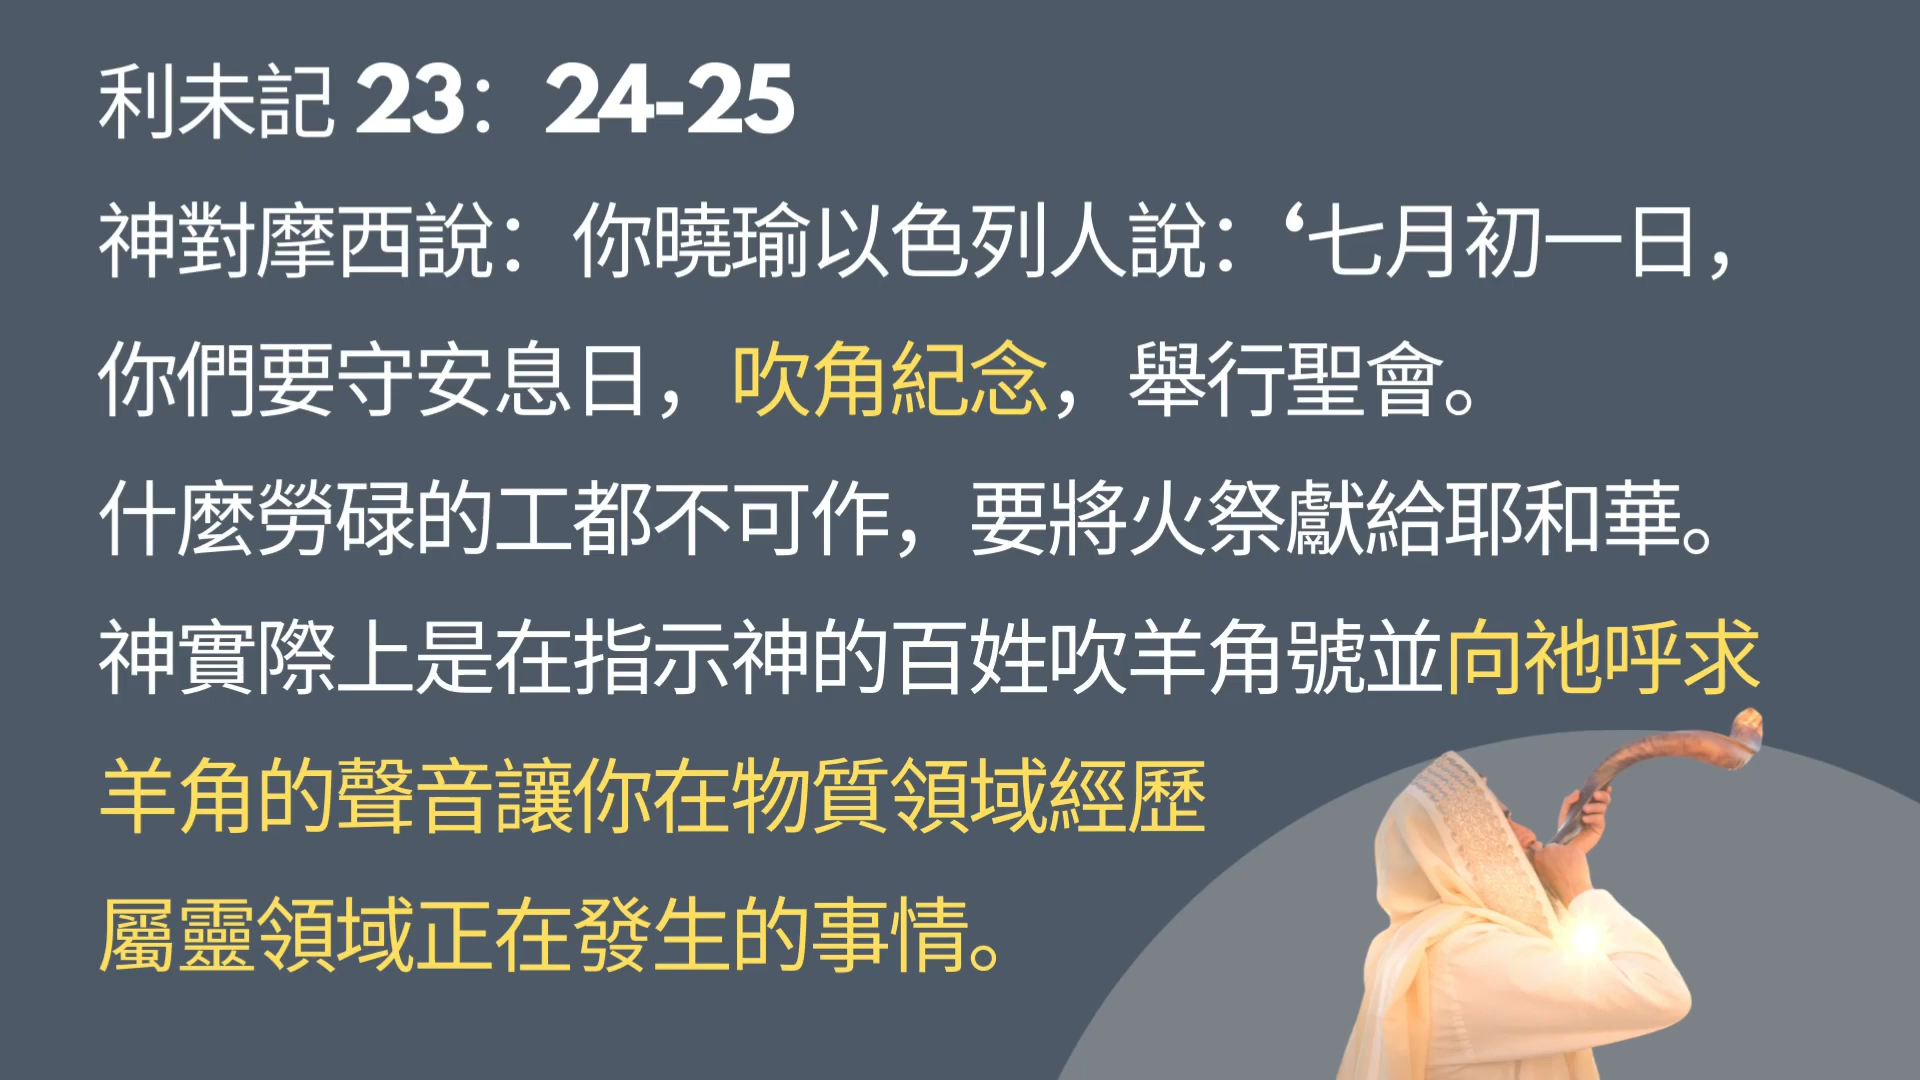 利未記 23：24-25
神對摩西說：你曉瑜以色列人說：‘七月初一日，
你們要守安息日，吹角紀念，舉行聖會。
什麼勞碌的工都不可作，要將火祭獻給耶和華。
神實際上是在指示神的百姓吹羊角號並向祂呼求
羊角的聲音讓你在物質領域經歷
屬靈領域正在發生的事情。